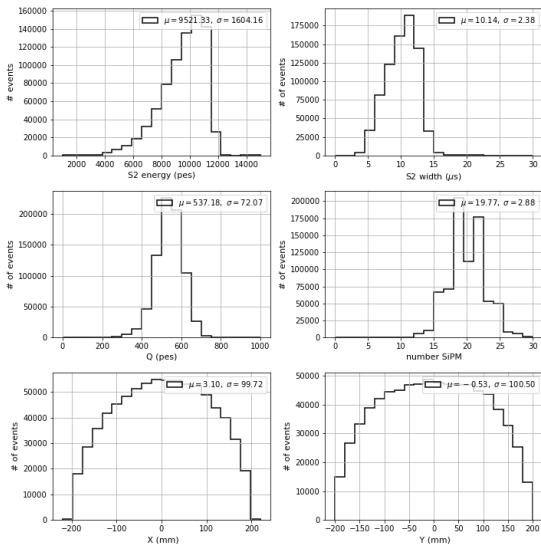 μ = 9521.33, σ = 1604.16
# of events
160000
140000
120000
100000
80000
60000
40000
20000
0
2000 4000 6000 8000 10000 12000 14000
S2 energy (pes)
μ = 10.14, σ = 2.38
# of events
175000
150000
125000
100000
75000
50000
25000
0
0 5 10 15 20 25 30
S2 width (μs)
μ = 537.18, σ = 72.07
# of events
200000
150000
100000
50000
0
0 200 400 600 800 1000
Q (pes)
μ = 19.77, σ = 2.88
# of events
200000
175000
150000
125000
100000
75000
50000
25000
0
0 5 10 15 20 25 30
number SiPM
μ = 3.10, σ = 99.72
# of events
50000
40000
30000
20000
10000
0
−200 −100 0 100 200
X (mm)
μ = −0.53, σ = 100.50
# of events
50000
40000
30000
20000
10000
0
−200 −150 −100 −50 0 50 100 150 200
Y (mm)